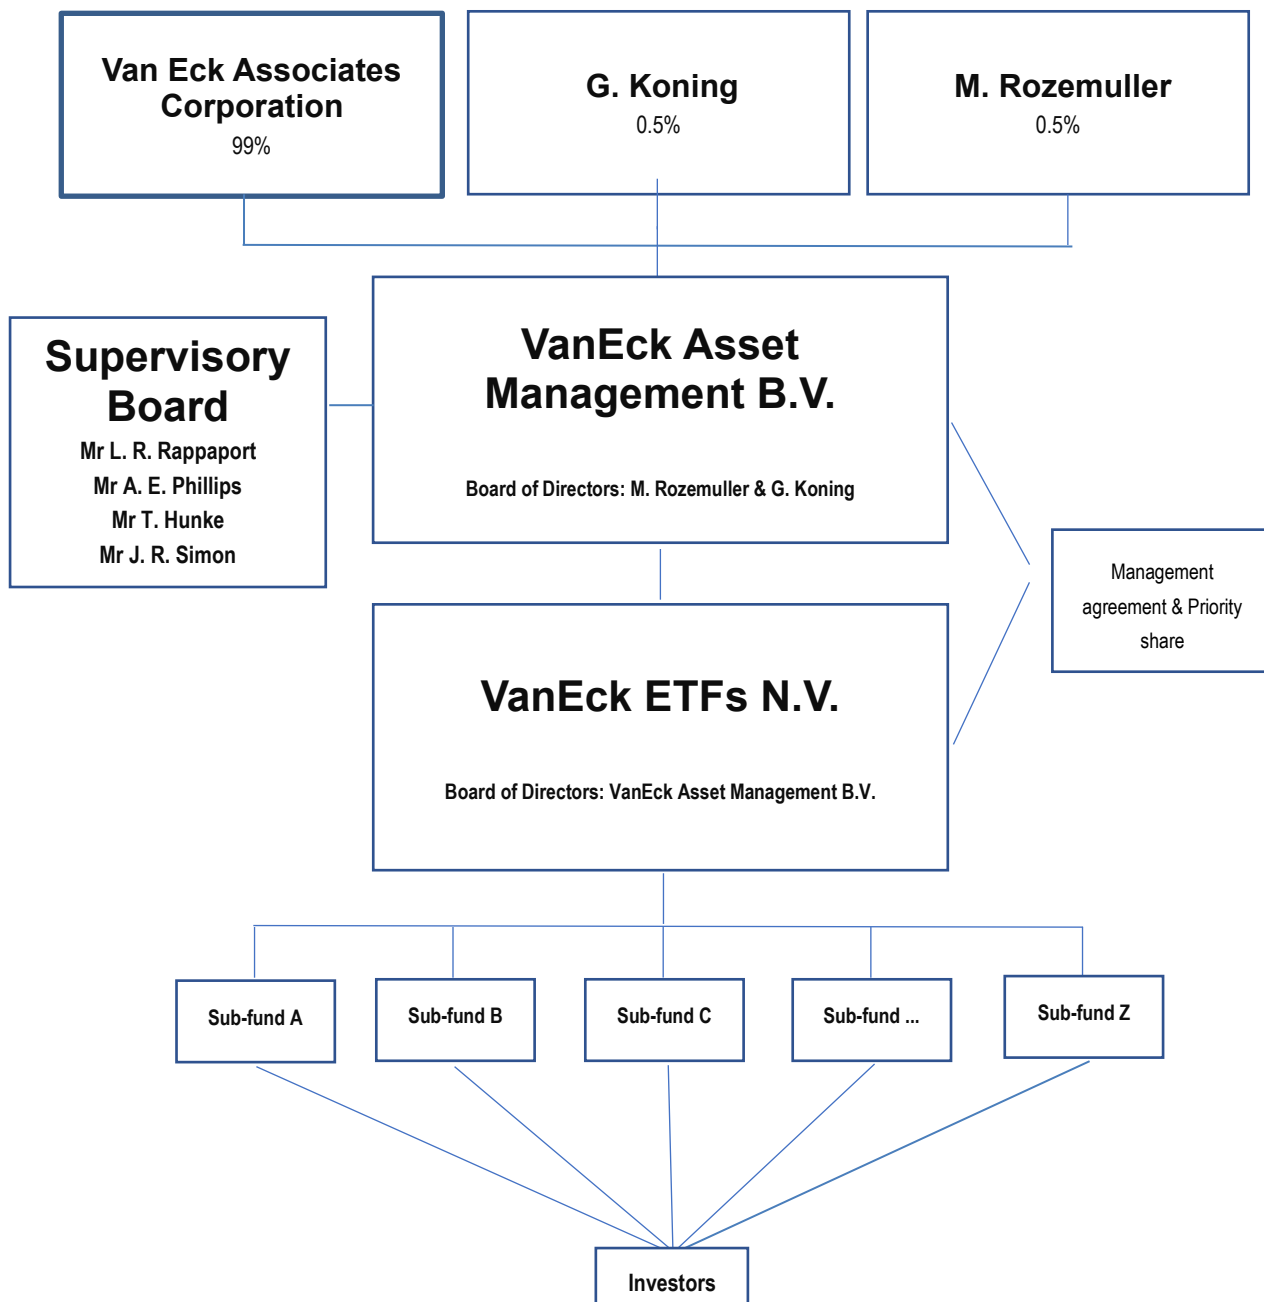 Van Eck Associates
Corporation
99%
G. Koning
0.5%
M. Rozemuller
0.5%
VanEck Asset
Management B.V.
Board of Directors: M. Rozemuller & G. Koning
Supervisory
Board
Mr L. R. Rappaport
Mr A. E. Phillips
Mr T. Hunke
Mr J. R. Simon
Management
agreement & Priority
share
VanEck ETFs N.V.
Board of Directors: VanEck Asset Management B.V.
Sub-fund A
Sub-fund B
Sub-fund C
Sub-fund ...
Sub-fund Z
Investors